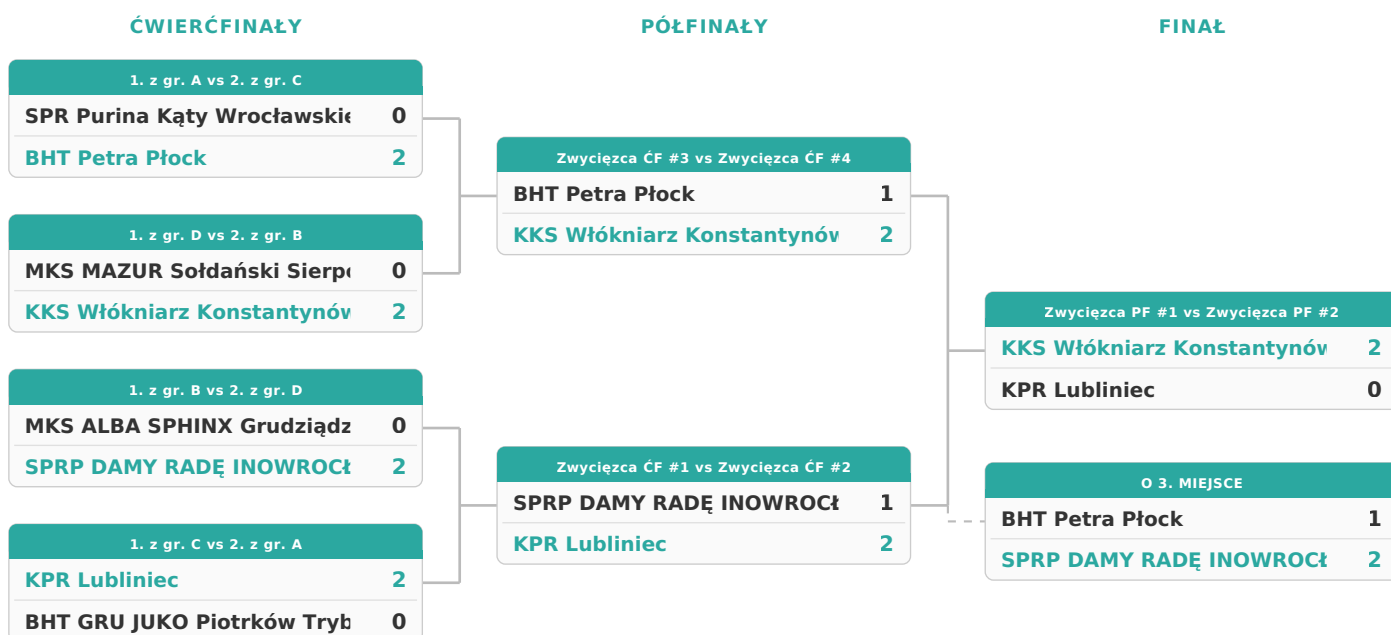 ĆWIERĆFINAŁY
PÓŁFINAŁY
FINAŁ
1. z gr. A vs 2. z gr. C
SPR Purina Kąty Wrocławskie 0
BHT Petra Płock 2
1. z gr. D vs 2. z gr. B
MKS MAZUR Sołdański Sierpc 0
KKS Włókniarz Konstantynów 2
1. z gr. B vs 2. z gr. D
MKS ALBA SPHINX Grudziądz 0
SPRP DAMY RADĘ INOWROCŁ 2
1. z gr. C vs 2. z gr. A
KPR Lubliniec 2
BHT GRU JUKO Piotrków Tryb 0
Zwycięzca ĆF #3 vs Zwycięzca ĆF #4
BHT Petra Płock 1
KKS Włókniarz Konstantynów 2
Zwycięzca ĆF #1 vs Zwycięzca ĆF #2
SPRP DAMY RADĘ INOWROCŁ 1
KPR Lubliniec 2
Zwycięzca PF #1 vs Zwycięzca PF #2
KKS Włókniarz Konstantynów 2
KPR Lubliniec 0
O 3. MIEJSCE
BHT Petra Płock 1
SPRP DAMY RADĘ INOWROCŁ 2